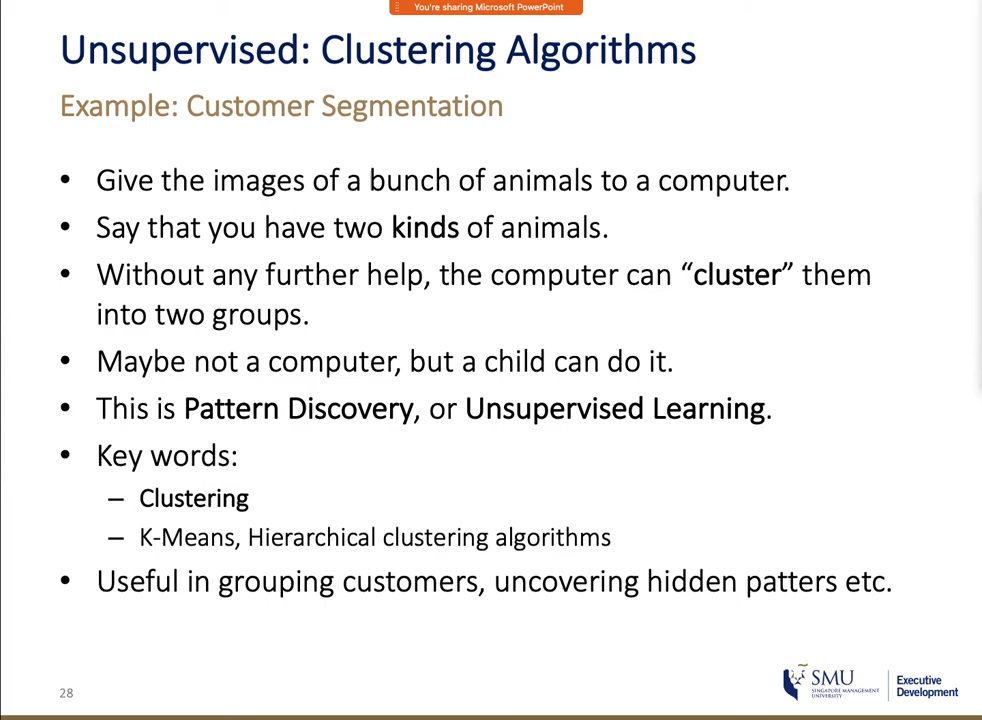 You're sharing Microsoft PowerPoint
Unsupervised: Clustering Algorithms
Example: Customer Segmentation
• Give the images of a bunch of animals to a computer.
• Say that you have two kinds of animals.
• Without any further help, the computer can “cluster” them
into two groups.
• Maybe not a computer, but a child can do it.
• This is Pattern Discovery, or Unsupervised Learning.
• Key words:
– Clustering
– K-Means, Hierarchical clustering algorithms
• Useful in grouping customers, uncovering hidden patters etc.
28
SMU
SINGAPORE MANAGEMENT
UNIVERSITY
Executive
Development